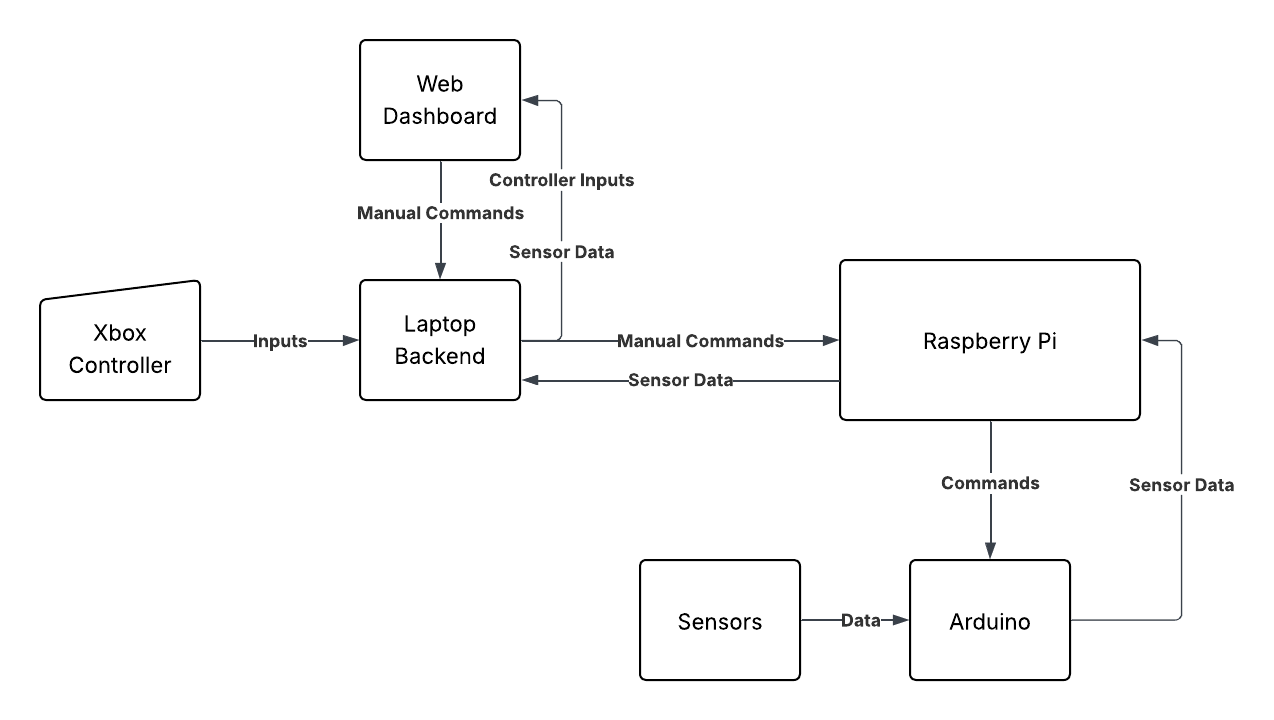 Web
Dashboard
Controller Inputs
Manual Commands
Sensor Data
Xbox
Controller
Inputs
Laptop
Backend
Manual Commands
Sensor Data
Raspberry Pi
Commands
Sensor Data
Sensors
Data
Arduino